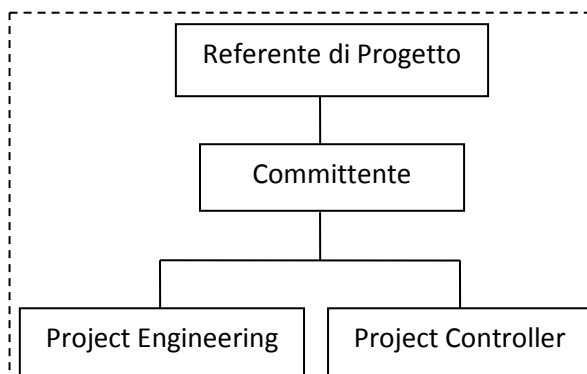 Referente di Progetto
Committente
Project Engineering
Project Controller